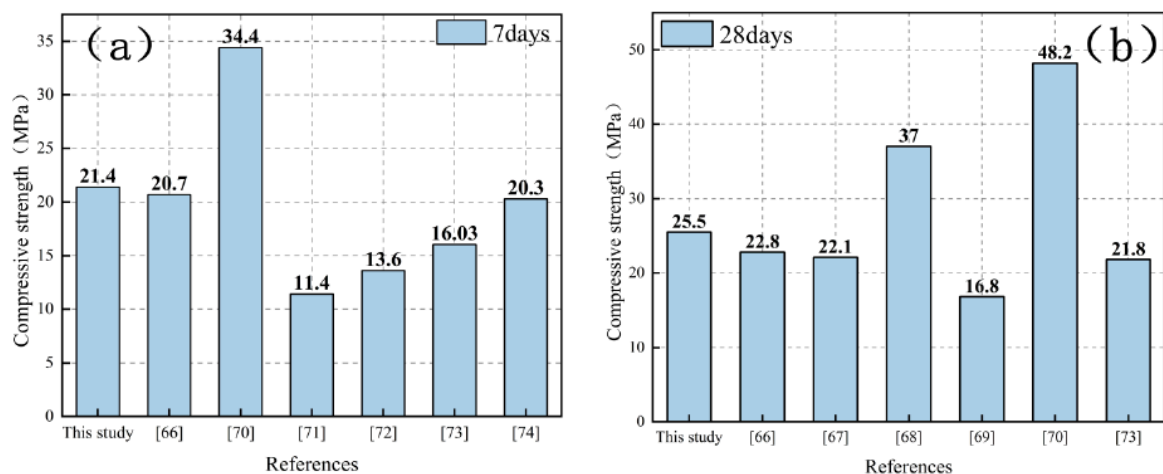 (a)
7days
Compressive strength（MPa）
35
30
25
20
15
10
5
0
21.4
20.7
34.4
11.4
13.6
16.03
20.3
This study [66] [70] [71] [72] [73] [74]
References
(b)
28days
Compressive strength（MPa）
50
40
30
20
10
0
25.5
22.8
22.1
37
16.8
48.2
21.8
This study [66] [67] [68] [69] [70] [73]
References